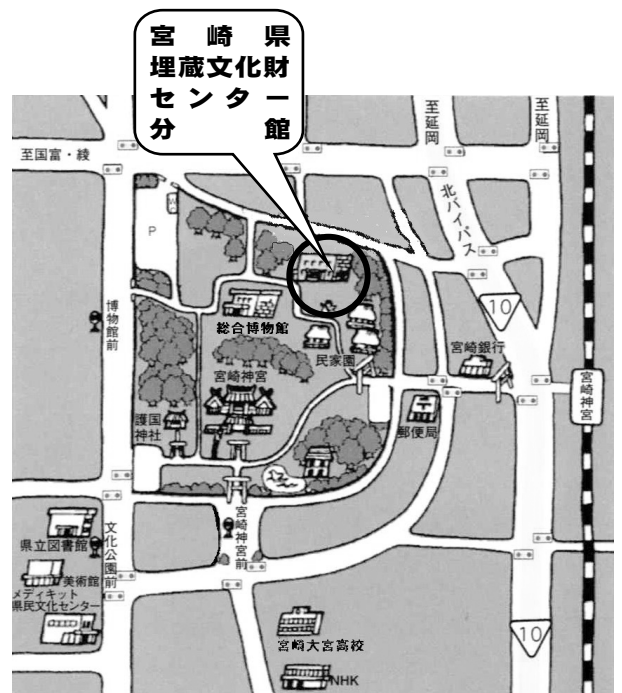 宮崎県
埋蔵文化財
センター
分館
至国富・綾
至延岡
至延岡
北バイパス
P
WC
10
博物館前
総合博物館
民家園
宮崎銀行
宮崎神宮
宮崎神宮
護国
神社
郵便局
県立図書館
文化公園前
宮崎神宮前
美術館
メディキット
県民文化センター
10
宮崎大宮高校
NHK